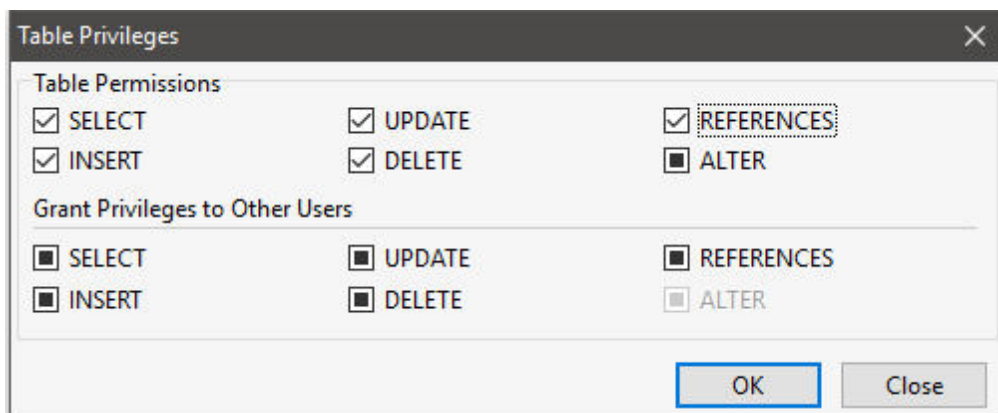 Table Privileges
Table Permissions
SELECT UPDATE REFERENCES
INSERT DELETE ALTER
Grant Privileges to Other Users
SELECT UPDATE REFERENCES
INSERT DELETE ALTER
OK Close